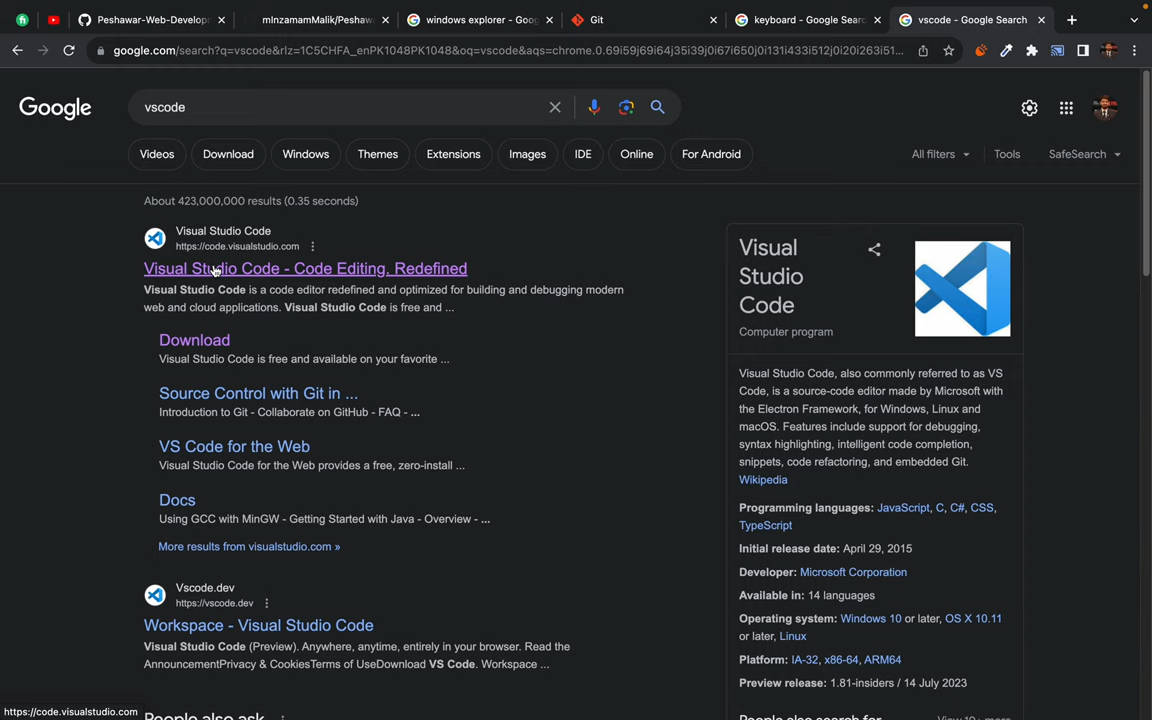 Peshawar-Web-Developm
mInzamamMalik/Peshaw
windows explorer - Goog
Git
keyboard - Google Searc
vscode - Google Search
google.com/search?q=vscode&rlz=1C5CHFA_enPK1048PK1048&oq=vscode&aqs=chrome.0.69i59j69i64j35i39j0i67i650j0i131i433i512j0i20i263i51...
Google
vscode
Videos
Download
Windows
Themes
Extensions
Images
IDE
Online
For Android
All filters
Tools
SafeSearch
About 423,000,000 results (0.35 seconds)
Visual Studio Code
https://code.visualstudio.com
Visual Studio Code - Code Editing. Redefined
Visual Studio Code is a code editor redefined and optimized for building and debugging modern
web and cloud applications. Visual Studio Code is free and ...
Download
Visual Studio Code is free and available on your favorite ...
Source Control with Git in ...
Introduction to Git - Collaborate on GitHub - FAQ - ...
VS Code for the Web
Visual Studio Code for the Web provides a free, zero-install ...
Docs
Using GCC with MinGW - Getting Started with Java - Overview - ...
More results from visualstudio.com »
Vscode.dev
https://vscode.dev
Workspace - Visual Studio Code
Visual Studio Code (Preview). Anywhere, anytime, entirely in your browser. Read the
AnnouncementPrivacy & CookiesTerms of UseDownload VS Code. Workspace ...
People also ask
Visual
Studio
Code
Computer program
Visual Studio Code, also commonly referred to as VS
Code, is a source-code editor made by Microsoft with
the Electron Framework, for Windows, Linux and
macOS. Features include support for debugging,
syntax highlighting, intelligent code completion,
snippets, code refactoring, and embedded Git.
Wikipedia
Programming languages: JavaScript, C, C#, CSS,
TypeScript
Initial release date: April 29, 2015
Developer: Microsoft Corporation
Available in: 14 languages
Operating system: Windows 10 or later, OS X 10.11
or later, Linux
Platform: IA-32, x86-64, ARM64
Preview release: 1.81-insiders / 14 July 2023
People also search for
View 10+ more
https://code.visualstudio.com